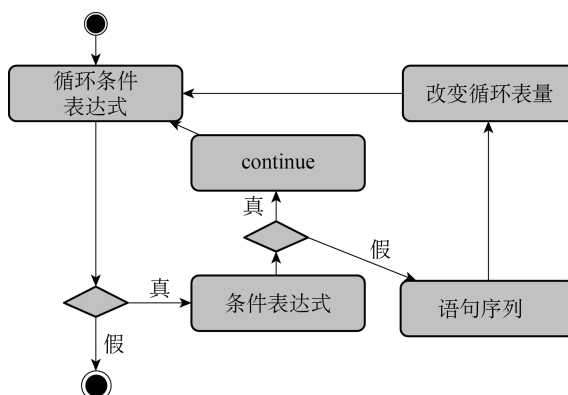 循环条件
表达式
改变循环表量
continue
真
假
真
条件表达式
语句序列
假